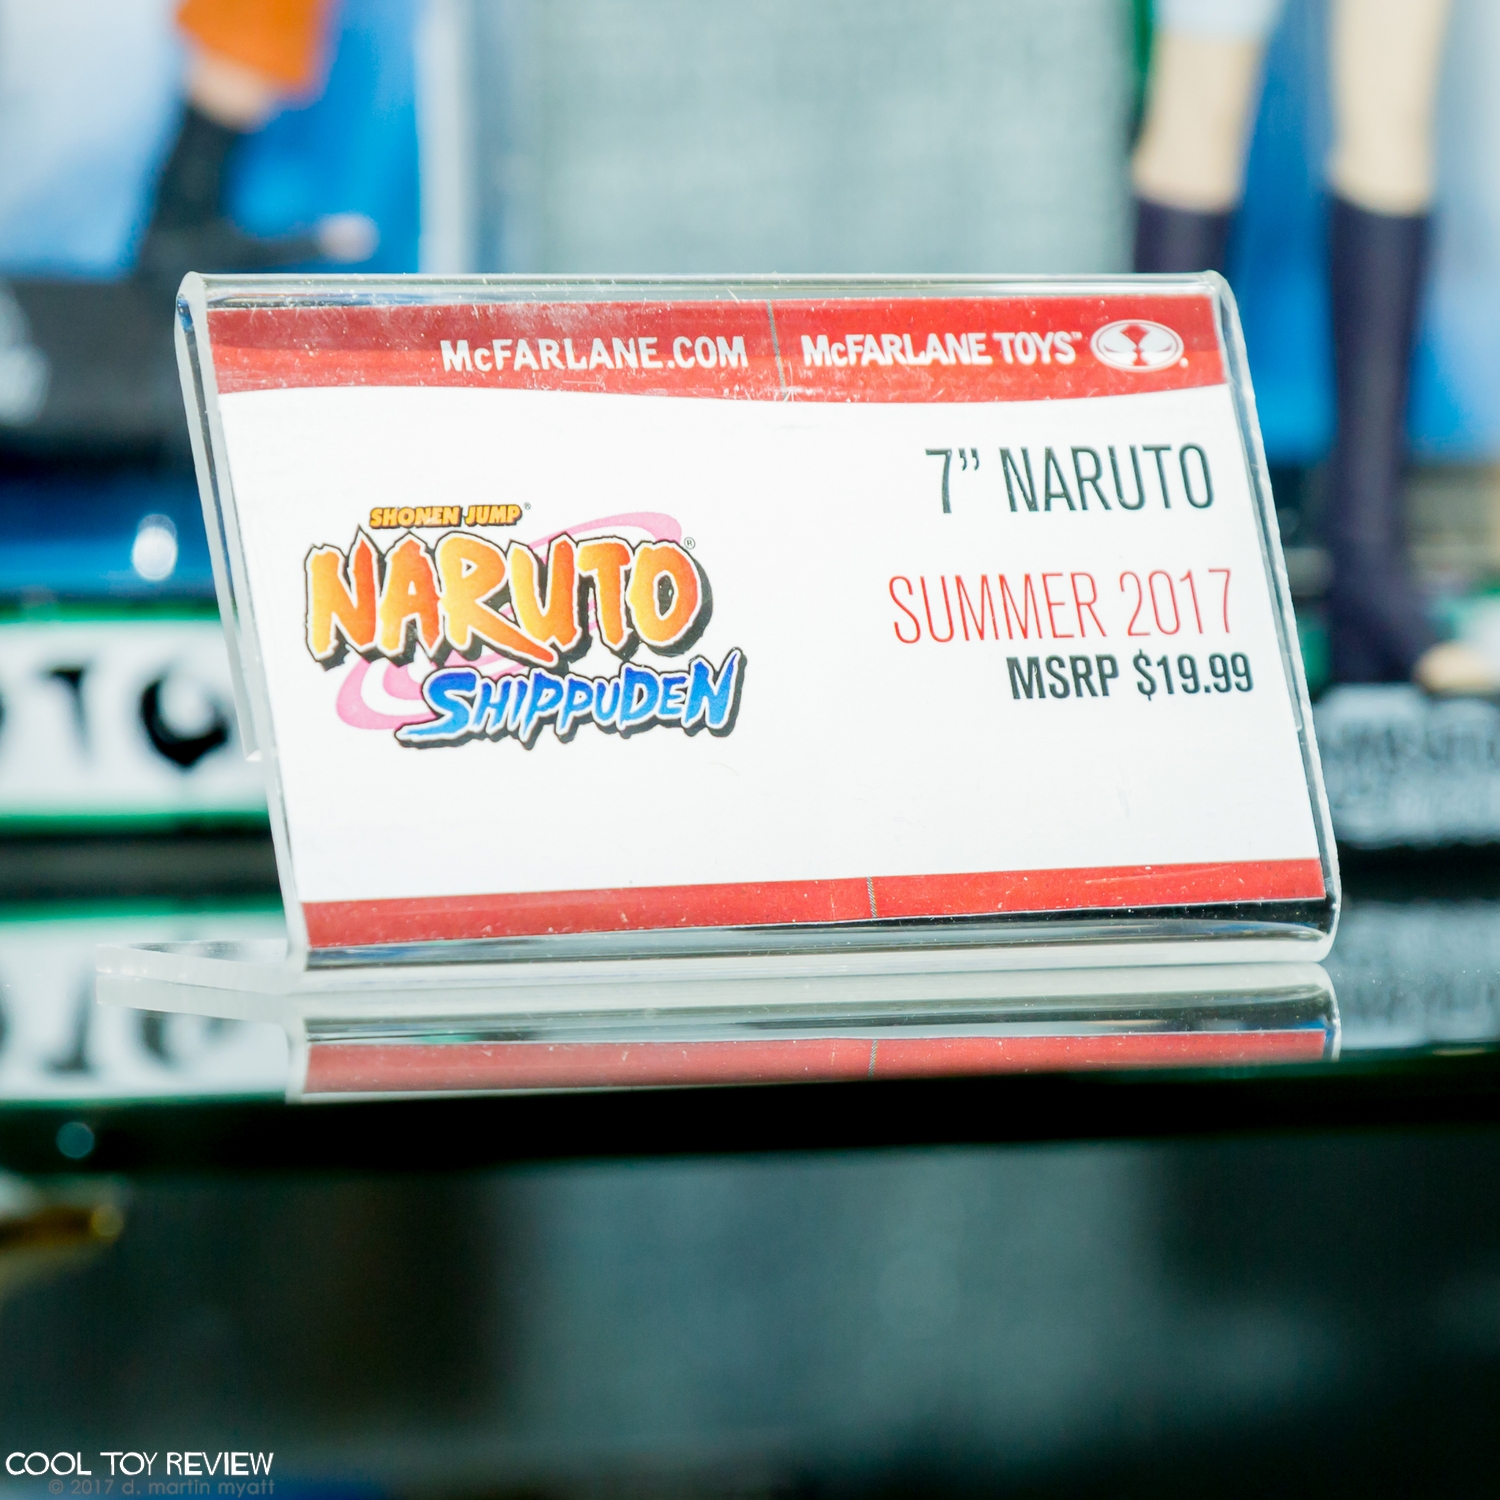 McFARLANE.COM McFARLANE TOYS™
7” NARUTO
SHONEN JUMP®
NARUTO®
SHIPPUDEN
SUMMER 2017
MSRP $19.99
COOL TOY REVIEW
© 2017 d. martin myatt